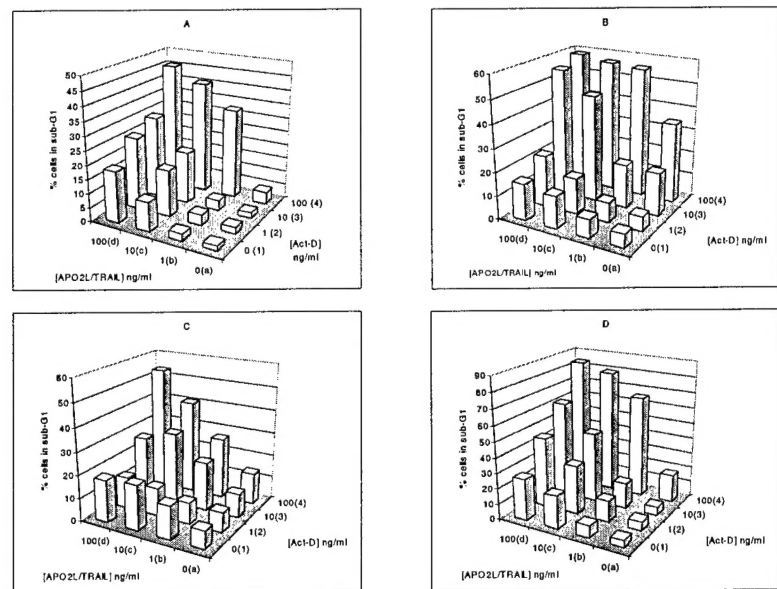 A
% cells in sub-G1
50
45
40
35
30
25
20
15
10
5
0
100(d)
10(c)
1(b)
0(a)
0 (1)
1 (2)
10 (3)
100 (4)
[Act-D]
ng/ml
[APO2L/TRAIL] ng/ml
B
% cells in sub-G1
60
50
40
30
20
10
0
100(d)
10(c)
1(b)
0(a)
0(1)
1(2)
10(3)
100(4)
[Act-D] ng/ml
[APO2L/TRAIL] ng/ml
C
% cells in sub-G1
60
50
40
30
20
10
0
100(d)
10(c)
1(b)
0(a)
0(1)
1(2)
10(3)
100(4)
[Act-D] ng/ml
[APO2L/TRAIL] ng/ml
D
% cells in sub-G1
90
80
70
60
50
40
30
20
10
0
100(d)
10(c)
1(b)
0(a)
0(1)
1(2)
10(3)
100(4)
[Act-D] ng/ml
[APO2L/TRAIL] ng/ml